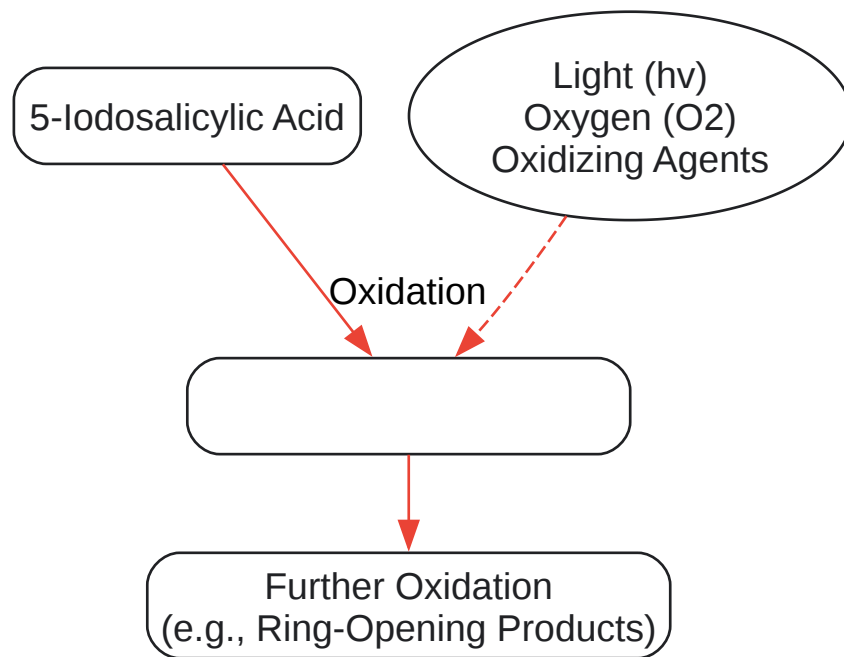 5-Iodosalicylic Acid
Light (hv)
Oxygen (O2)
Oxidizing Agents
Oxidation
Further Oxidation
(e.g., Ring-Opening Products)